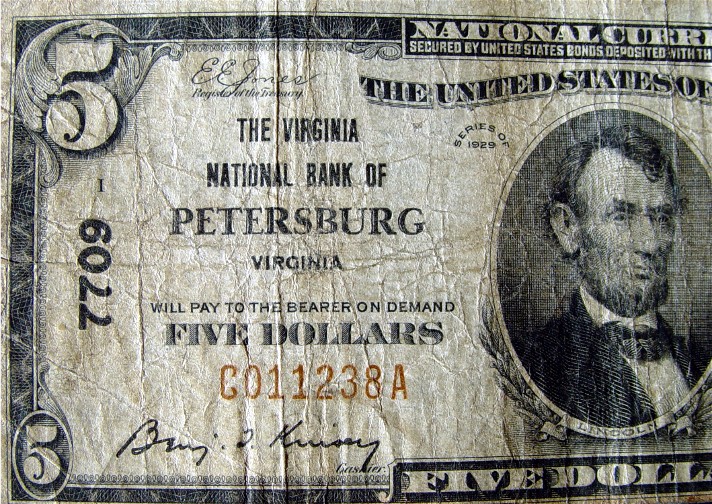 NATIONAL CURR
SECURED BY UNITED STATES BONDS DEPOSITED WITH TH
5
E E Jones
Register of the Treasury.
THE UNITED STATES OF
THE VIRGINIA
SERIES OF
1929
NATIONAL BANK OF
I
PETERSBURG
7709
VIRGINIA
WILL PAY TO THE BEARER ON DEMAND
FIVE DOLLARS
C011238A
LINCOLN
5
Cashier.
FIVE DOLL